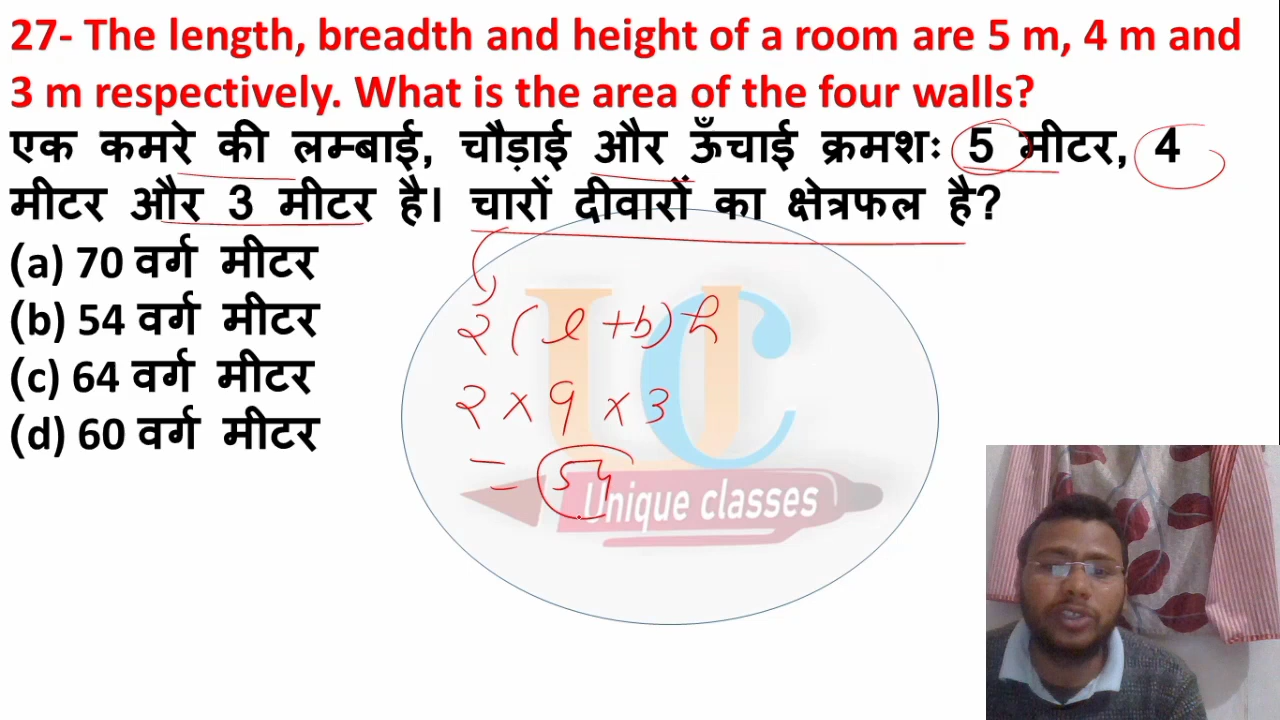 27- The length, breadth and height of a room are 5 m, 4 m and
3 m respectively. What is the area of the four walls?
एक कमरे की लम्बाई, चौड़ाई और ऊँचाई क्रमशः 5 मीटर, 4
मीटर और 3 मीटर है। चारों दीवारों का क्षेत्रफल है?
(a) 70 वर्ग मीटर
(b) 54 वर्ग मीटर
(c) 64 वर्ग मीटर
(d) 60 वर्ग मीटर
2(l+b)h
2×9×3
=54
UC
Unique classes